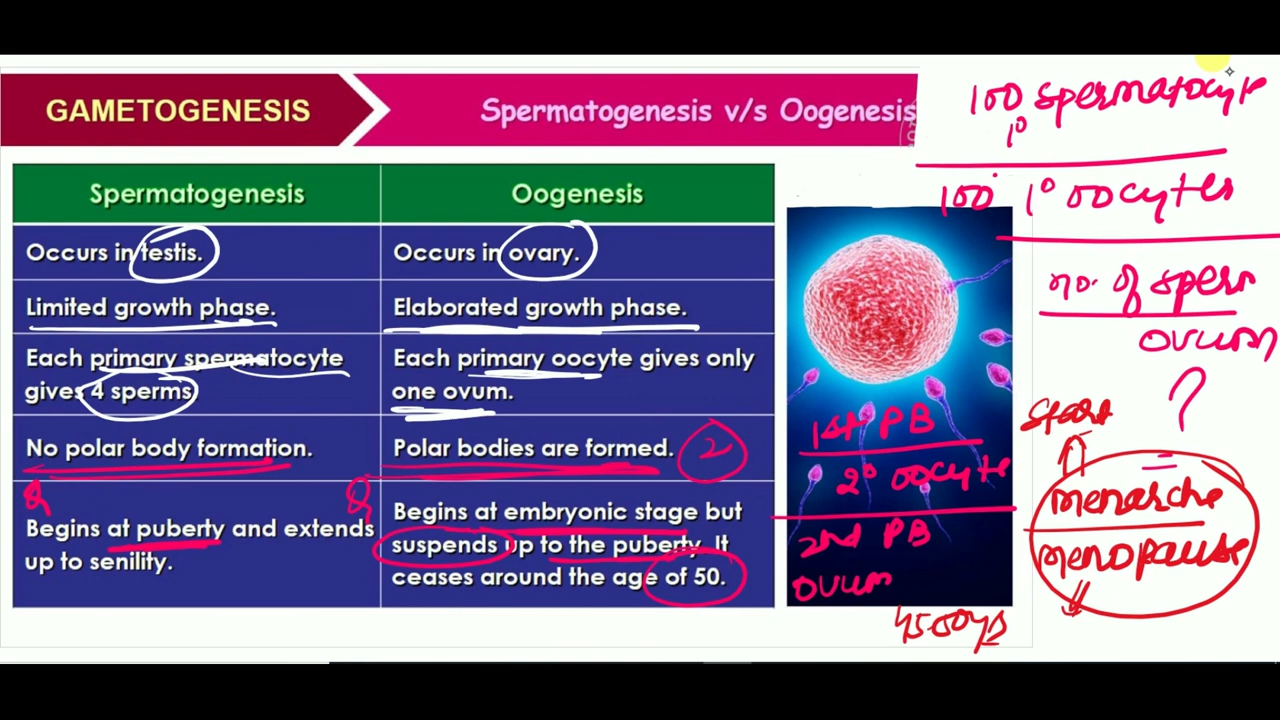 GAMETOGENESIS
Spermatogenesis v/s Oogenesis
Spermatogenesis
Oogenesis
Occurs in testis.
Occurs in ovary.
Limited growth phase.
Elaborated growth phase.
Each primary spermatocyte
gives 4 sperms
Each primary oocyte gives only
one ovum.
No polar body formation.
Polar bodies are formed.
2
Begins at puberty and extends
up to senility.
Begins at embryonic stage but
suspends up to the puberty. It
ceases around the age of 50.
1st PB
2° oocyte
2nd PB
ovum
100 spermatocyte
1°
100 1° oocytes
no. of sperm
ovum
?
start
menarche
menopause